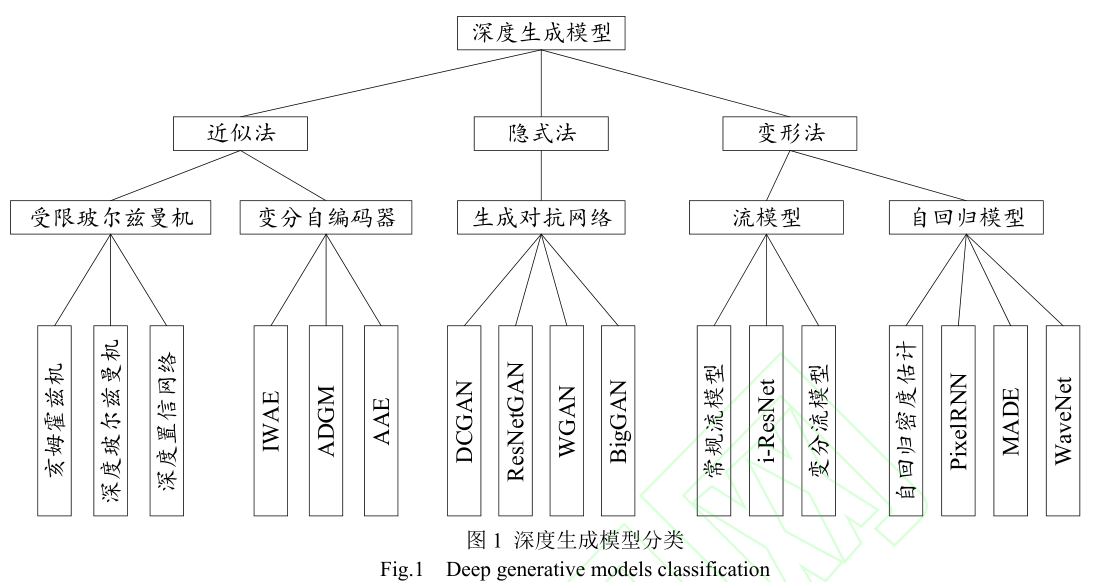 深度生成模型
近似法
隐式法
变形法
受限玻尔兹曼机
变分自编码器
生成对抗网络
流模型
自回归模型
亥姆霍兹机
深度玻尔兹曼机
深度置信网络
IWAE
ADGM
AAE
DCGAN
ResNetGAN
WGAN
BigGAN
常规流模型
i-ResNet
变分流模型
自回归密度估计
PixelRNN
MADE
WaveNet
图 1 深度生成模型分类
Fig.1 Deep generative models classification